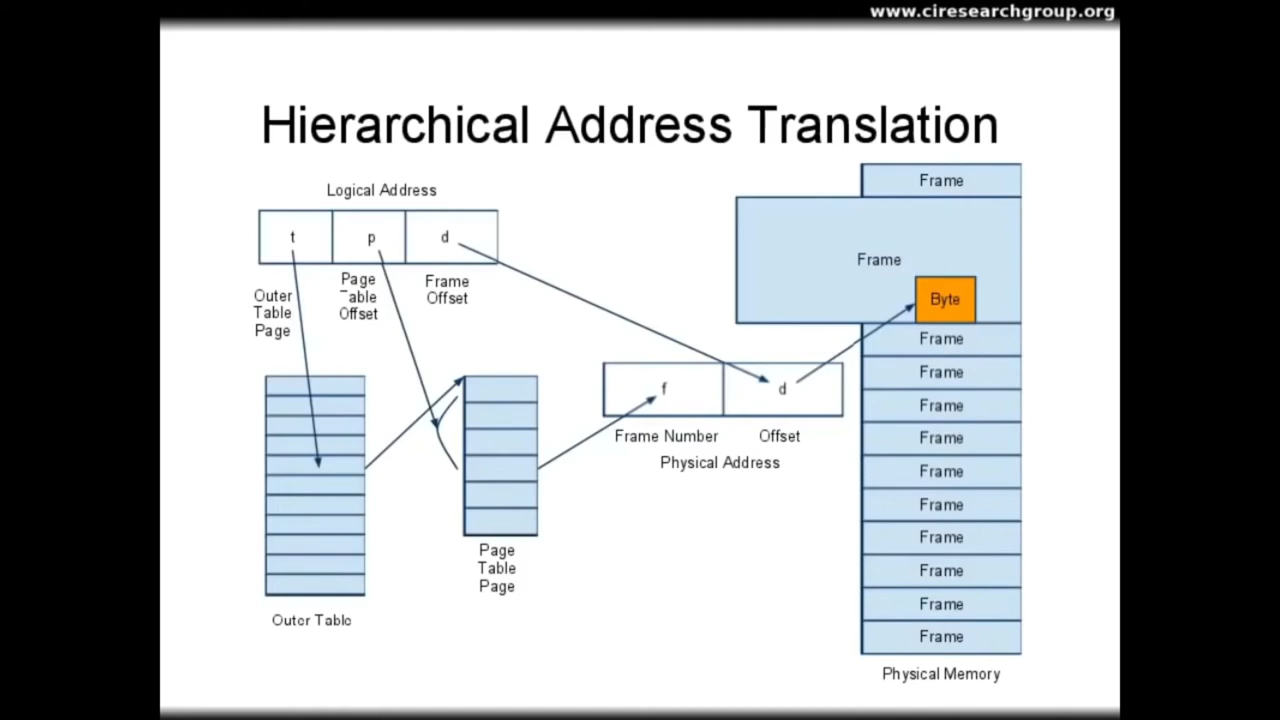 www.ciresearchgroup.org
Hierarchical Address Translation
Logical Address
t
p
d
Outer
Table
Page
Page
Table
Offset
Frame
Offset
Outer Table
Page
Table
Page
f
d
Frame Number
Offset
Physical Address
Frame
Frame
Byte
Frame
Frame
Frame
Frame
Frame
Frame
Frame
Frame
Frame
Frame
Physical Memory